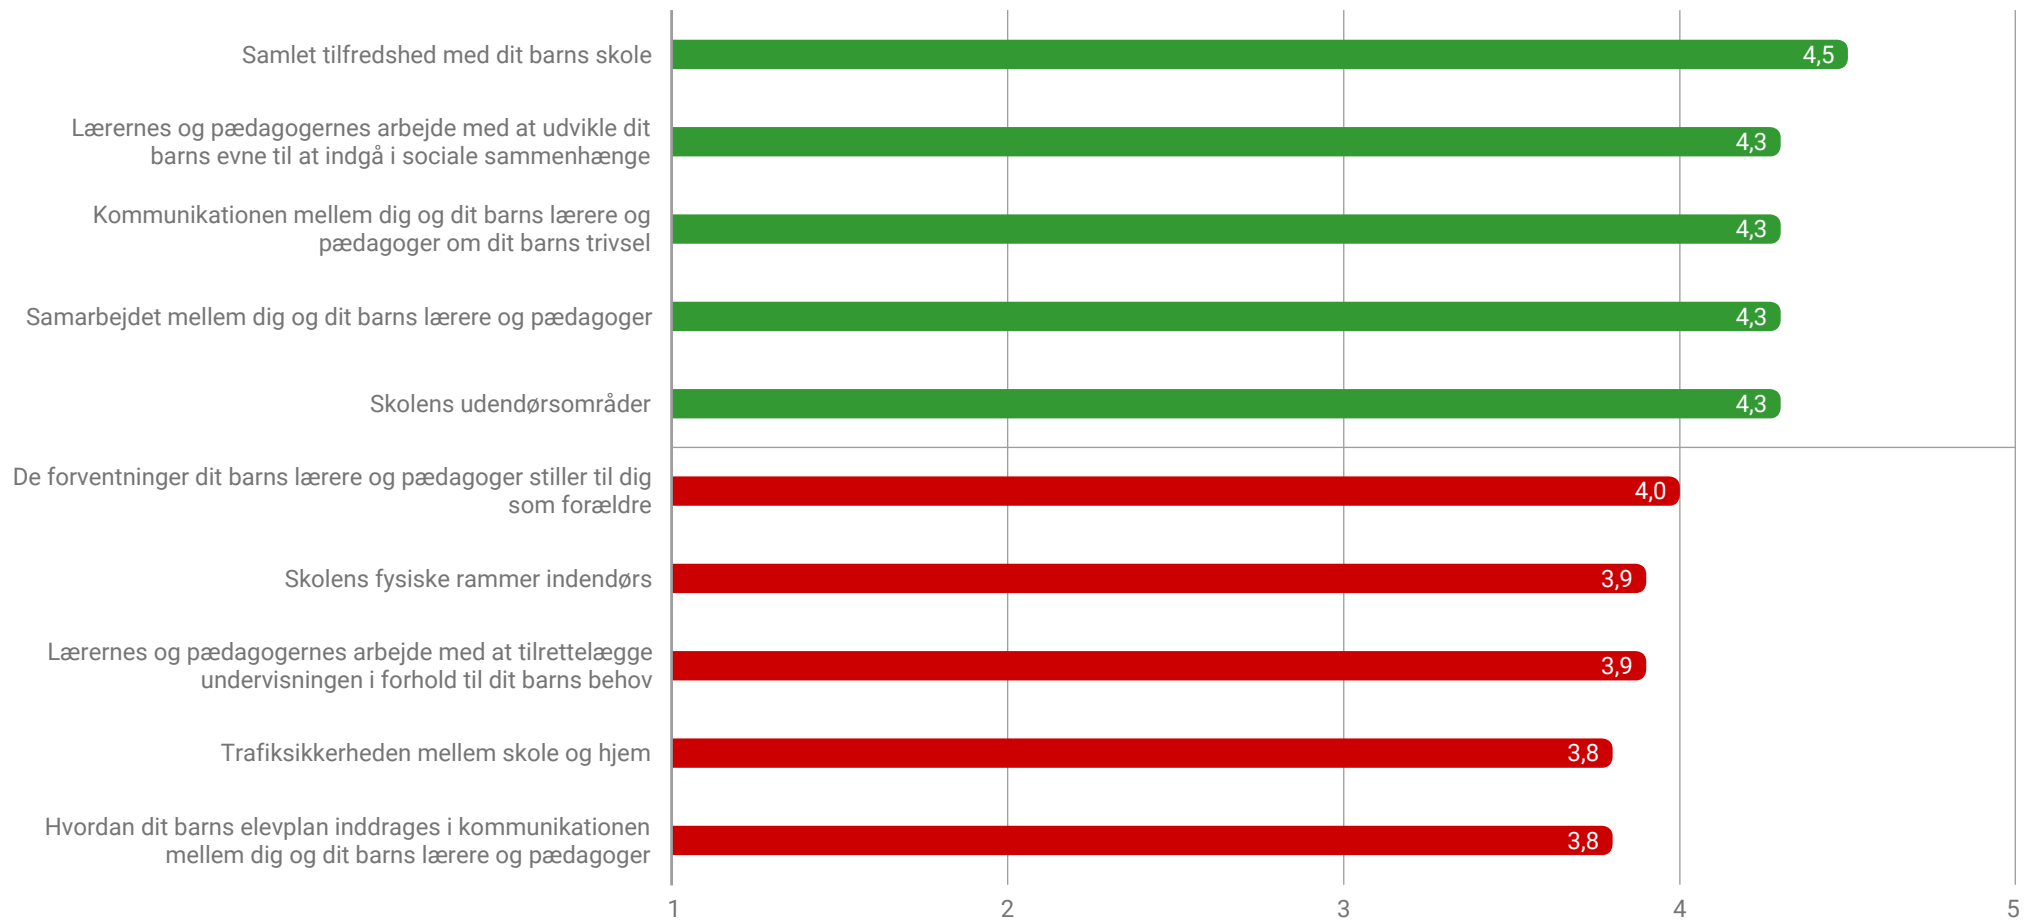 Samlet tilfredshed med dit barns skole
4,5
Lærernes og pædagogernes arbejde med at udvikle dit
barns evne til at indgå i sociale sammenhænge
4,3
Kommunikationen mellem dig og dit barns lærere og
pædagoger om dit barns trivsel
4,3
Samarbejdet mellem dig og dit barns lærere og pædagoger
4,3
Skolens udendørsområder
4,3
De forventninger dit barns lærere og pædagoger stiller til dig
som forældre
4,0
Skolens fysiske rammer indendørs
3,9
Lærernes og pædagogernes arbejde med at tilrettelægge
undervisningen i forhold til dit barns behov
3,9
Trafiksikkerheden mellem skole og hjem
3,8
Hvordan dit barns elevplan inddrages i kommunikationen
mellem dig og dit barns lærere og pædagoger
3,8
1 2 3 4 5